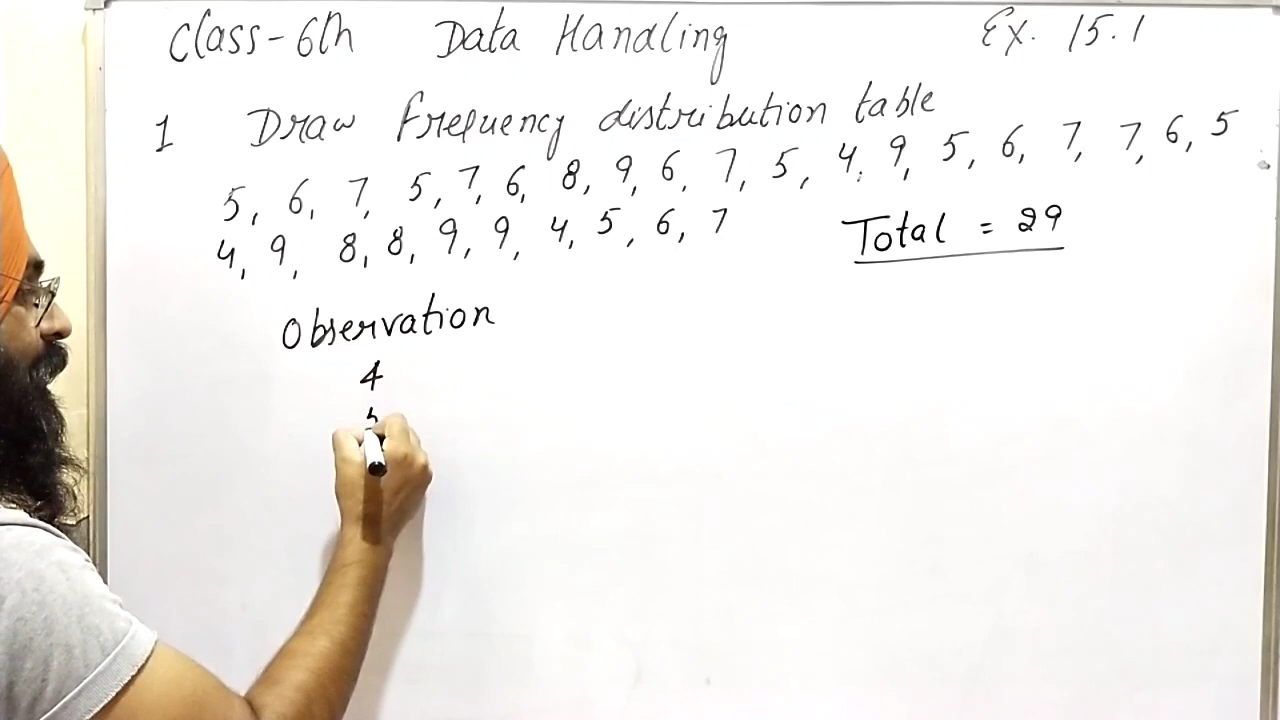 Class-6th Data Handling Ex. 15.1
1 Draw frequency distribution table
5, 6, 7, 5, 7, 6, 8, 9, 6, 7, 5, 4, 9, 5, 6, 7, 7, 6, 5
4, 9, 8, 8, 9, 9, 4, 5, 6, 7 Total = 29
Observation
4